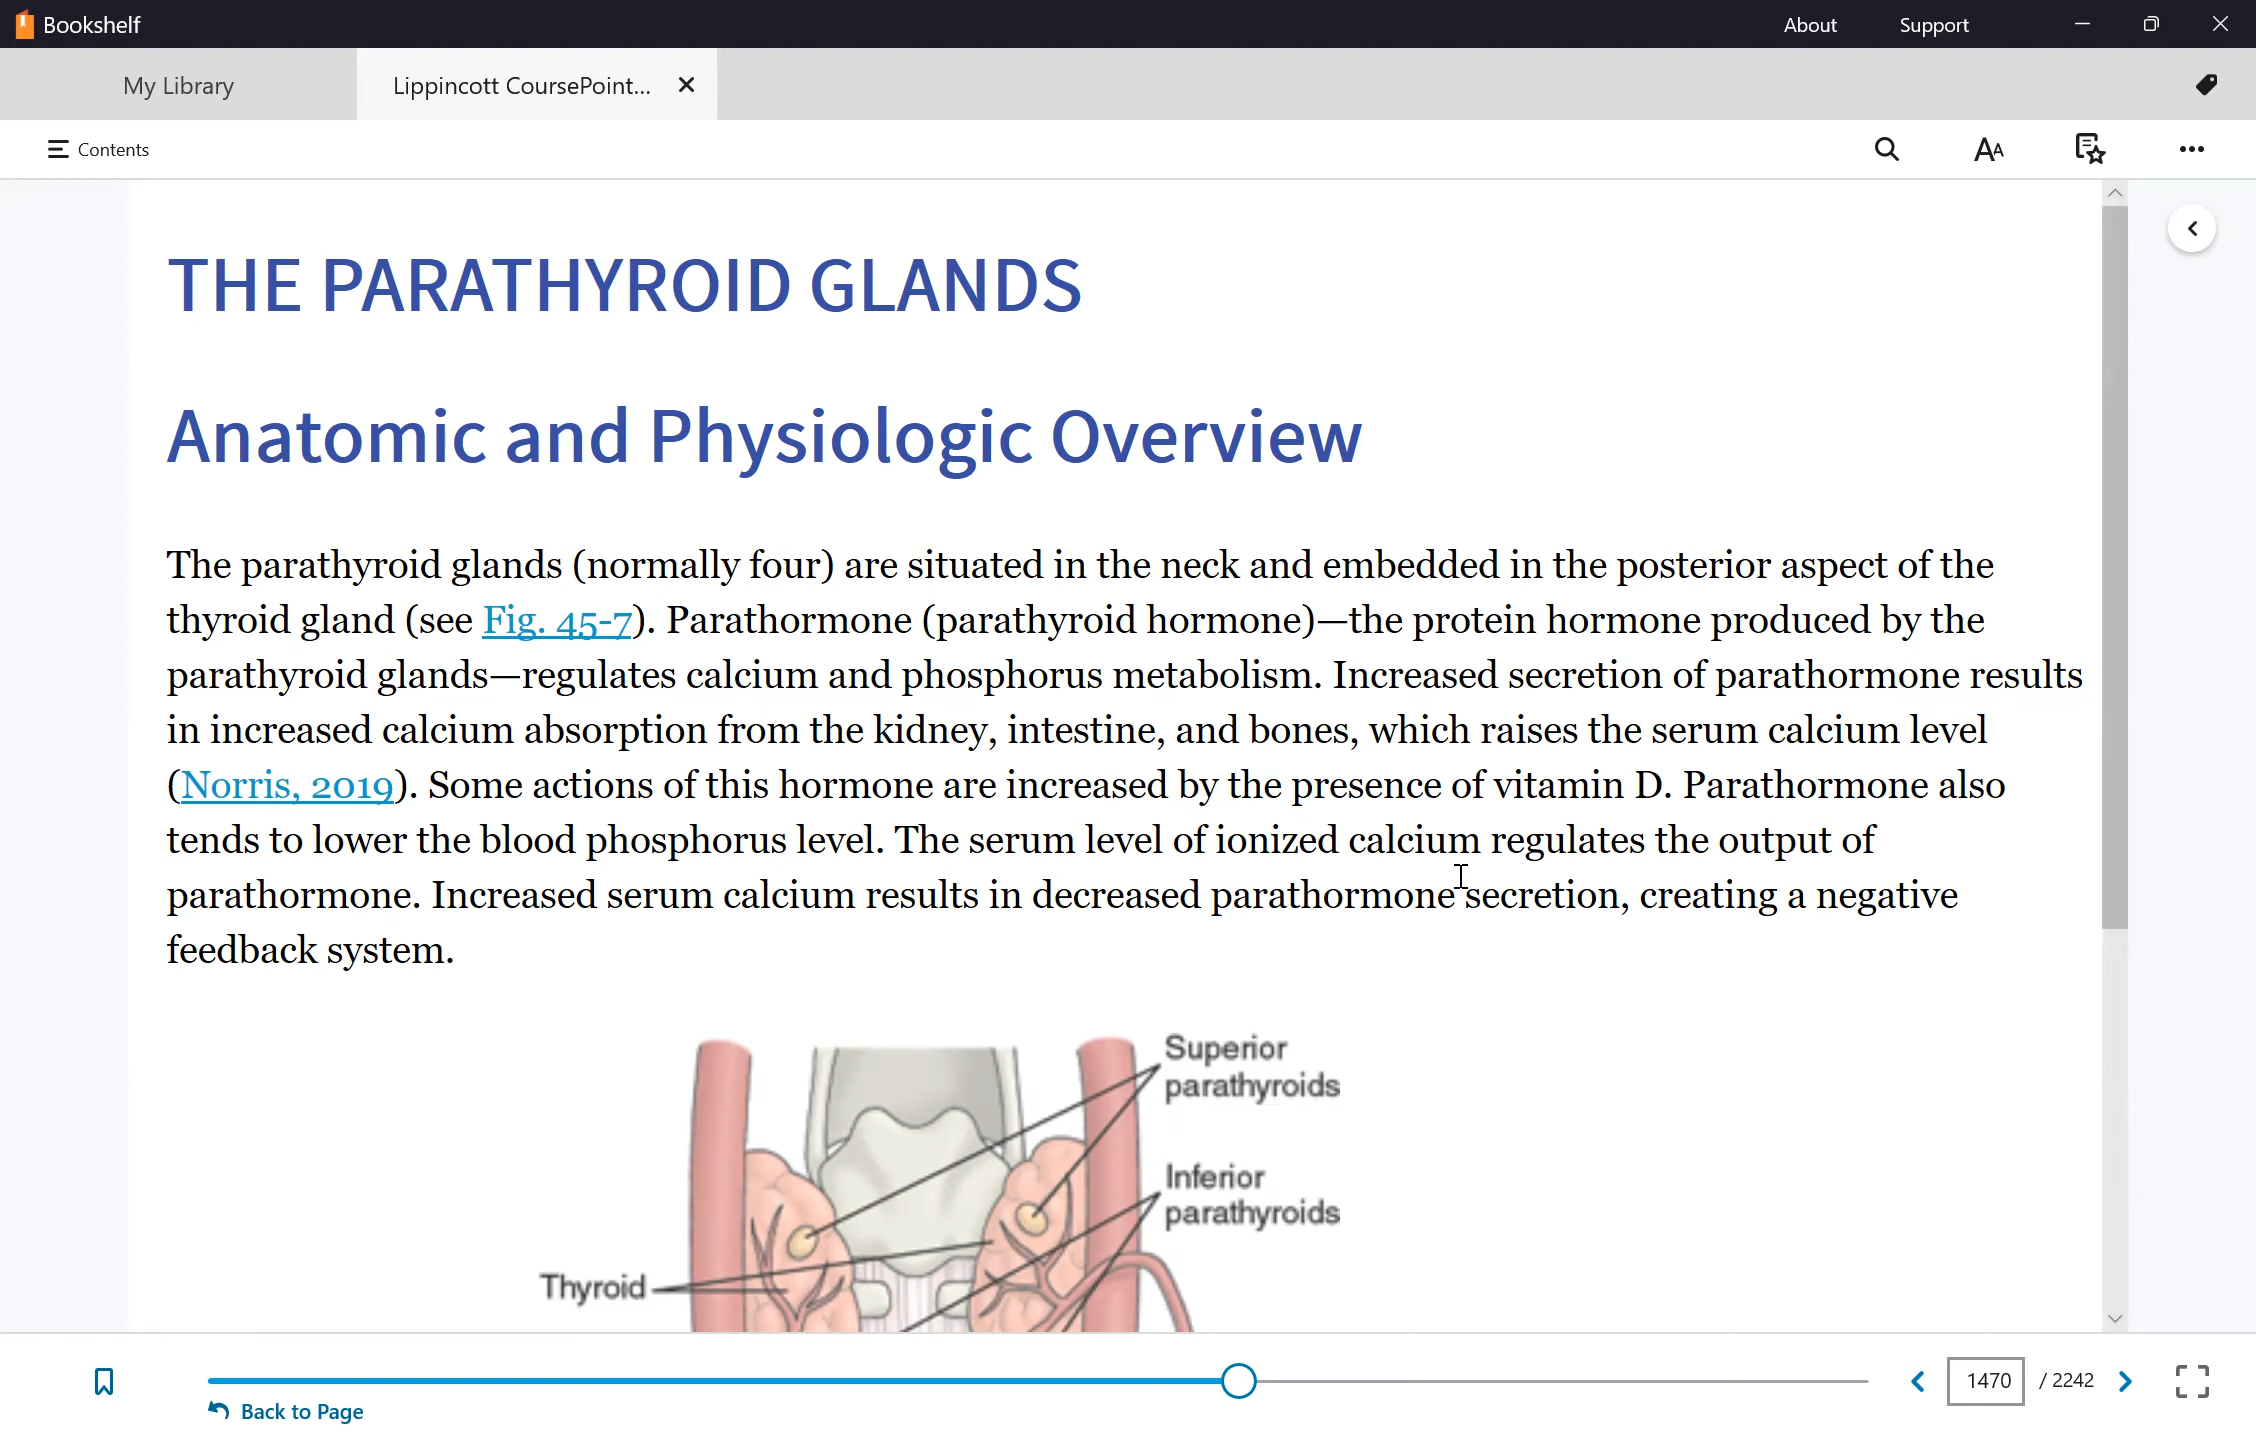 Bookshelf
About
Support
My Library
Lippincott CoursePoint...
Contents
THE PARATHYROID GLANDS
Anatomic and Physiologic Overview
The parathyroid glands (normally four) are situated in the neck and embedded in the posterior aspect of the
thyroid gland (see Fig. 45-7). Parathormone (parathyroid hormone)—the protein hormone produced by the
parathyroid glands—regulates calcium and phosphorus metabolism. Increased secretion of parathormone results
in increased calcium absorption from the kidney, intestine, and bones, which raises the serum calcium level
(Norris, 2019). Some actions of this hormone are increased by the presence of vitamin D. Parathormone also
tends to lower the blood phosphorus level. The serum level of ionized calcium regulates the output of
parathormone. Increased serum calcium results in decreased parathormone secretion, creating a negative
feedback system.
Superior
parathyroids
Inferior
parathyroids
Thyroid
1470 / 2242
Back to Page